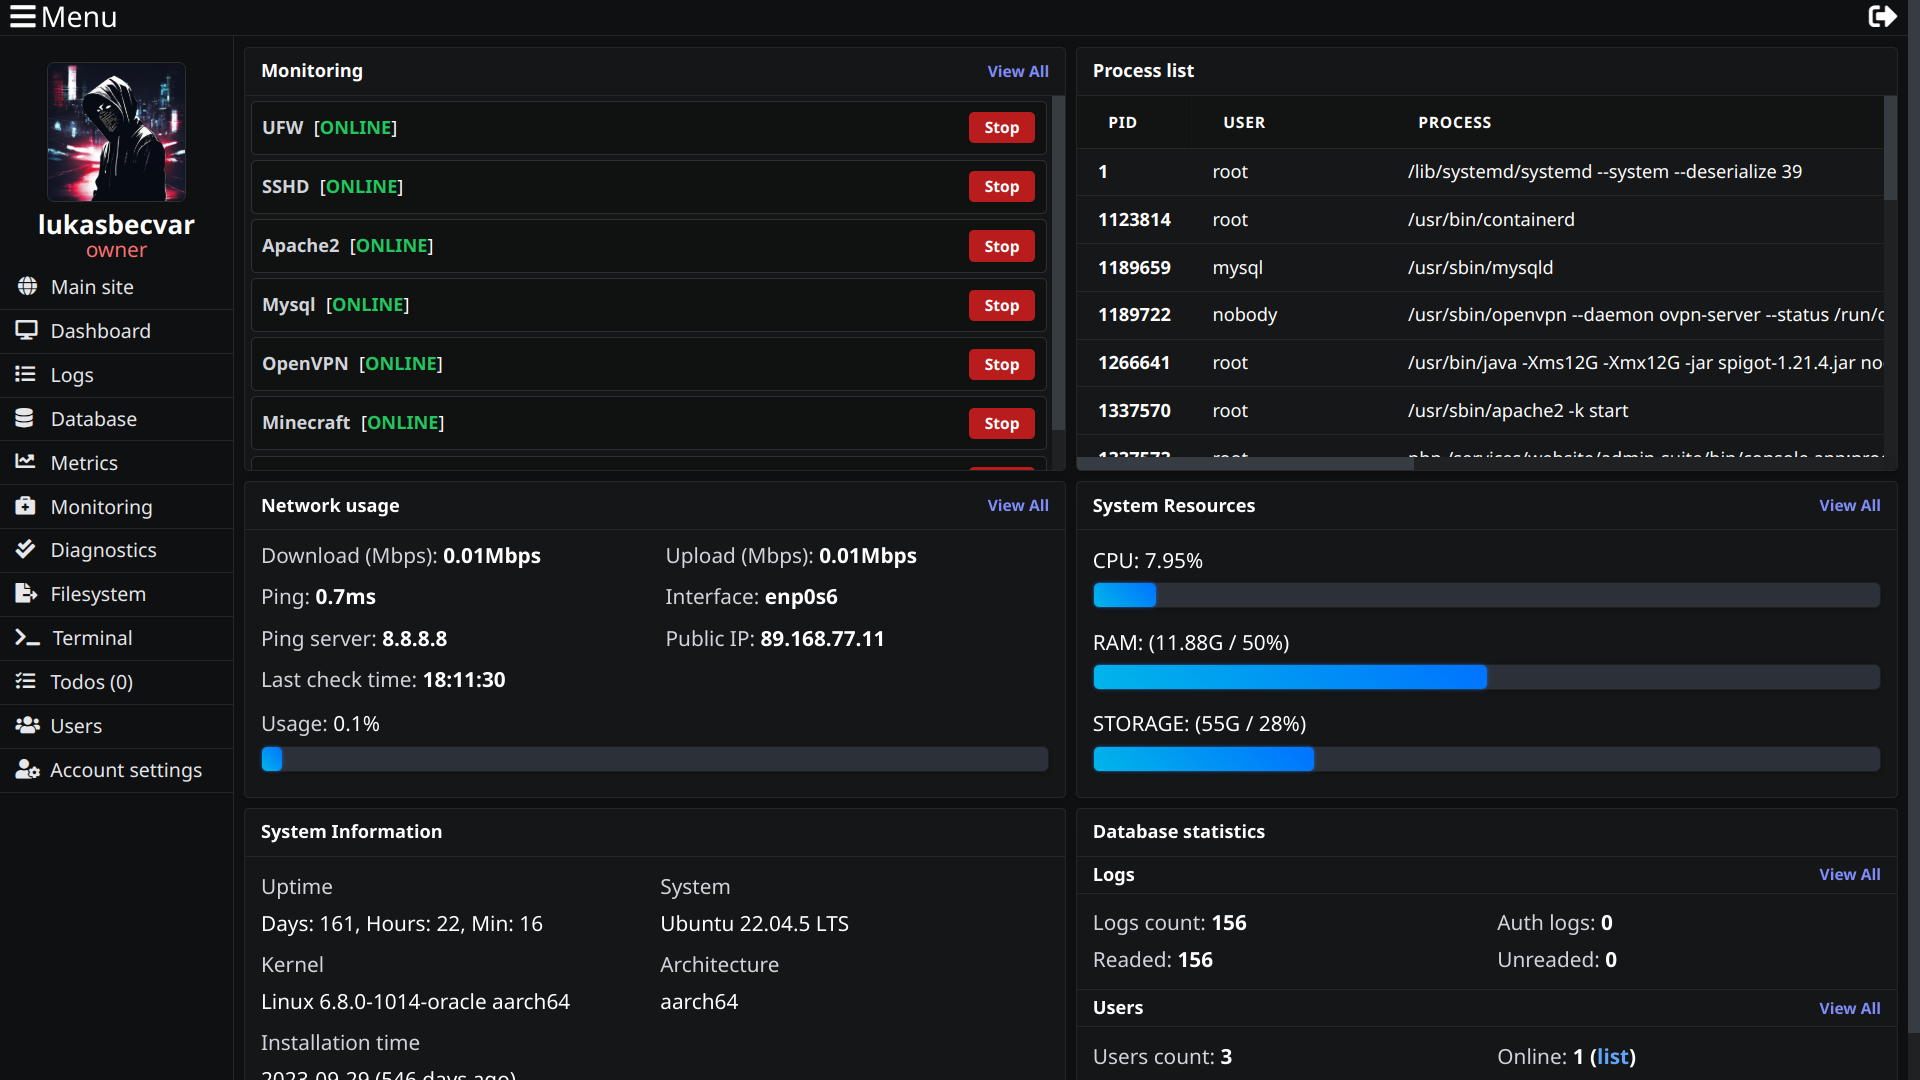 Menu
lukasbecvar
owner
Main site
Dashboard
Logs
Database
Metrics
Monitoring
Diagnostics
Filesystem
Terminal
Todos (0)
Users
Account settings
Monitoring View All
UFW [ONLINE] Stop
SSHD [ONLINE] Stop
Apache2 [ONLINE] Stop
Mysql [ONLINE] Stop
OpenVPN [ONLINE] Stop
Minecraft [ONLINE] Stop
Process list
PID USER PROCESS
1 root /lib/systemd/systemd --system --deserialize 39
1123814 root /usr/bin/containerd
1189659 mysql /usr/sbin/mysqld
1189722 nobody /usr/sbin/openvpn --daemon ovpn-server --status
1266641 root /usr/bin/java -Xms12G -Xmx12G -jar spigot-1.21.4.jar
1337570 root /usr/sbin/apache2 -k start
Network usage View All
Download (Mbps): 0.01Mbps Upload (Mbps): 0.01Mbps
Ping: 0.7ms Interface: enp0s6
Ping server: 8.8.8.8 Public IP: 89.168.77.11
Last check time: 18:11:30
Usage: 0.1%
System Resources View All
CPU: 7.95%
RAM: (11.88G / 50%)
STORAGE: (55G / 28%)
System Information
Uptime System
Days: 161, Hours: 22, Min: 16 Ubuntu 22.04.5 LTS
Kernel Architecture
Linux 6.8.0-1014-oracle aarch64 aarch64
Installation time
2023-09-29 (546 days ago)
Database statistics
Logs View All
Logs count: 156 Auth logs: 0
Readed: 156 Unreaded: 0
Users View All
Users count: 3 Online: 1 (list)